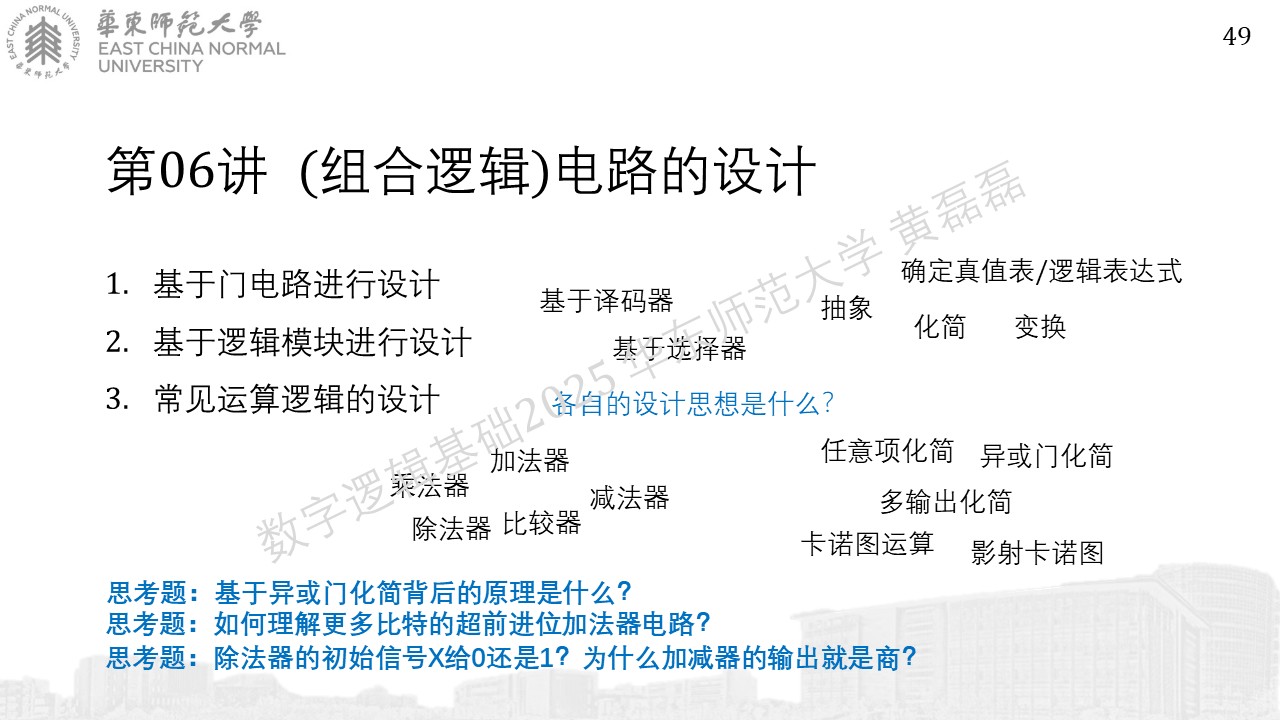 華東師範大學
EAST CHINA NORMAL
UNIVERSITY
EAST CHINA NORMAL UNIVERSITY
華東师范大学
49
第06讲 (组合逻辑)电路的设计
1. 基于门电路进行设计
2. 基于逻辑模块进行设计
3. 常见运算逻辑的设计
基于译码器
基于选择器
各自的设计思想是什么？
确定真值表/逻辑表达式
抽象
化简
变换
加法器
乘法器
减法器
除法器
比较器
任意项化简
异或门化简
多输出化简
卡诺图运算
影射卡诺图
思考题：基于异或门化简背后的原理是什么？
思考题：如何理解更多比特的超前进位加法器电路？
思考题：除法器的初始信号X给0还是1？为什么加减器的输出就是商？
数字逻辑基础2025 华东师范大学 黄磊磊